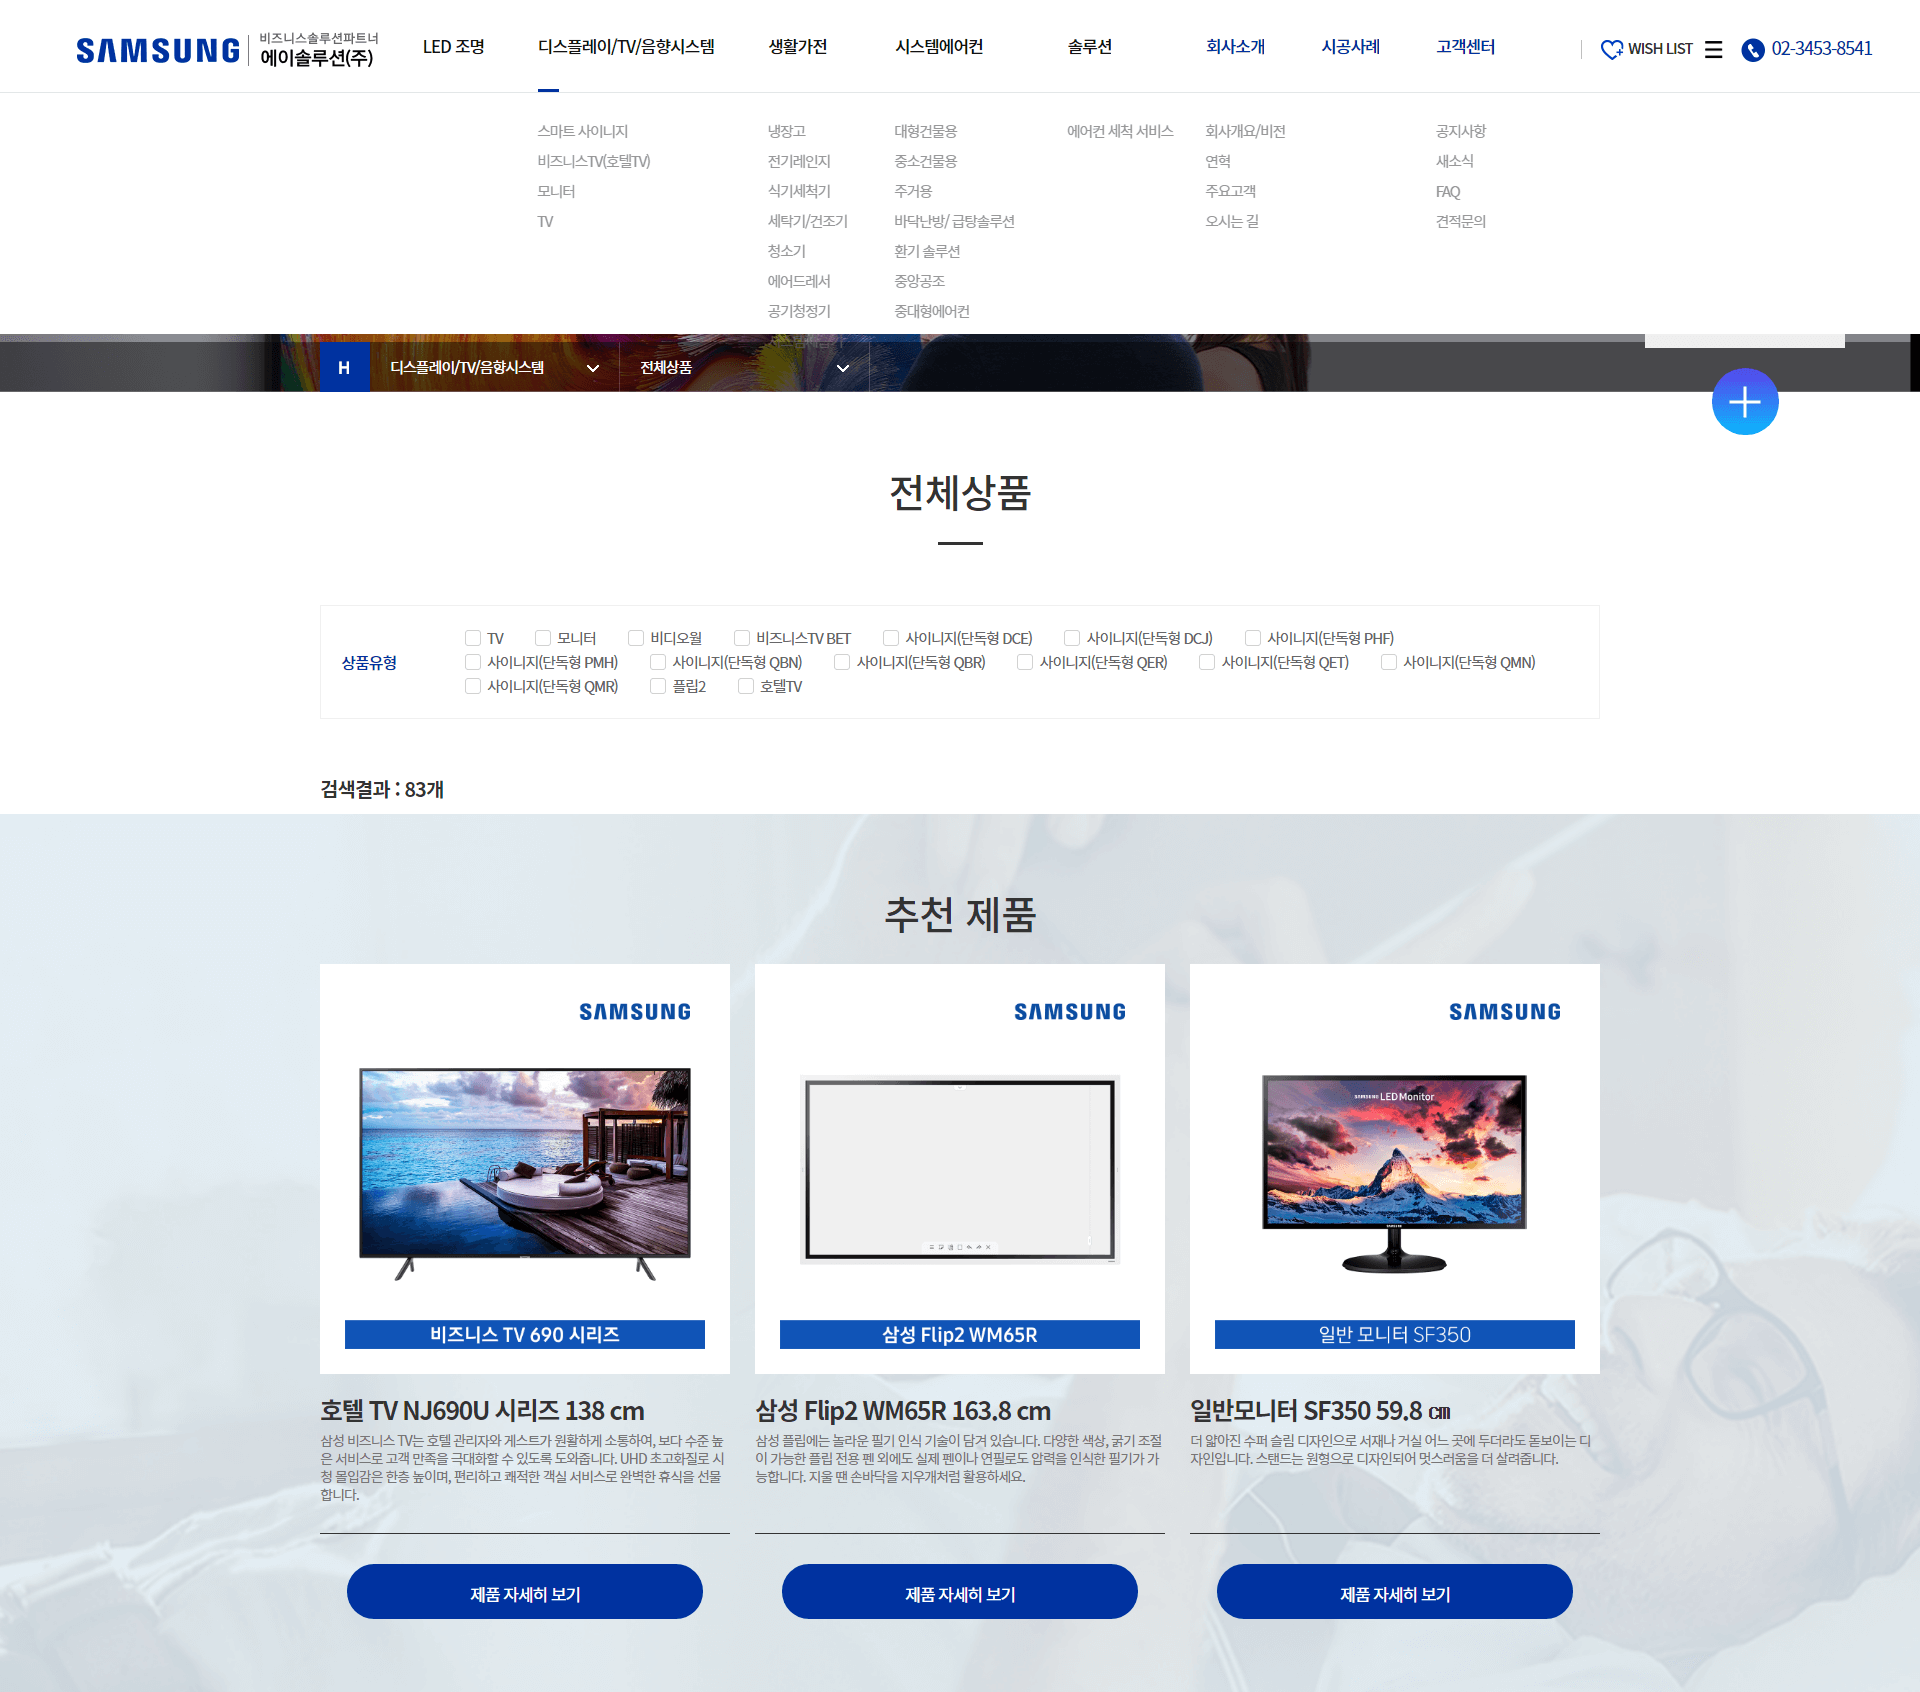 SAMSUNG
비즈니스솔루션파트너
에이솔루션(주)
LED 조명
디스플레이/TV/음향시스템
생활가전
시스템에어컨
솔루션
회사소개
시공사례
고객센터
WISH LIST
02-3453-8541
스마트 사이니지
비즈니스TV(호텔TV)
모니터
TV
냉장고
전기레인지
식기세척기
세탁기/건조기
청소기
에어드레서
공기청정기
대형건물용
중소건물용
주거용
바닥난방/ 급탕솔루션
환기 솔루션
중앙공조
중대형에어컨
에어컨 세척 서비스
회사개요/비전
연혁
주요고객
오시는 길
공지사항
새소식
FAQ
견적문의
H
디스플레이/TV/음향시스템
전체상품
전체상품
상품유형
TV 모니터 비디오월 비즈니스TV BET 사이니지(단독형 DCE) 사이니지(단독형 DCJ) 사이니지(단독형 PHF)
사이니지(단독형 PMH) 사이니지(단독형 QBN) 사이니지(단독형 QBR) 사이니지(단독형 QER) 사이니지(단독형 QET) 사이니지(단독형 QMN)
사이니지(단독형 QMR) 플립2 호텔TV
검색결과 : 83개
추천 제품
SAMSUNG
비즈니스 TV 690 시리즈
호텔 TV NJ690U 시리즈 138 cm
삼성 비즈니스 TV는 호텔 관리자와 게스트가 원활하게 소통하여, 보다 수준 높
은 서비스로 고객 만족을 극대화할 수 있도록 도와줍니다. UHD 초고화질로 시
청 몰입감은 한층 높이며, 편리하고 쾌적한 객실 서비스로 완벽한 휴식을 선물
합니다.
제품 자세히 보기
SAMSUNG
삼성 Flip2 WM65R
삼성 Flip2 WM65R 163.8 cm
삼성 플립에는 놀라운 필기 인식 기술이 담겨 있습니다. 다양한 색상, 굵기 조절
이 가능한 플립 전용 펜 외에도 실제 펜이나 연필로도 압력을 인식한 필기가 가
능합니다. 지울 땐 손바닥을 지우개처럼 활용하세요.
제품 자세히 보기
SAMSUNG
SAMSUNG LED Monitor
일반 모니터 SF350
일반모니터 SF350 59.8 ㎝
더 얇아진 수퍼 슬림 디자인으로 서재나 거실 어느 곳에 두더라도 돋보이는 디
자인입니다. 스탠드는 원형으로 디자인되어 멋스러움을 더 살려줍니다.
제품 자세히 보기